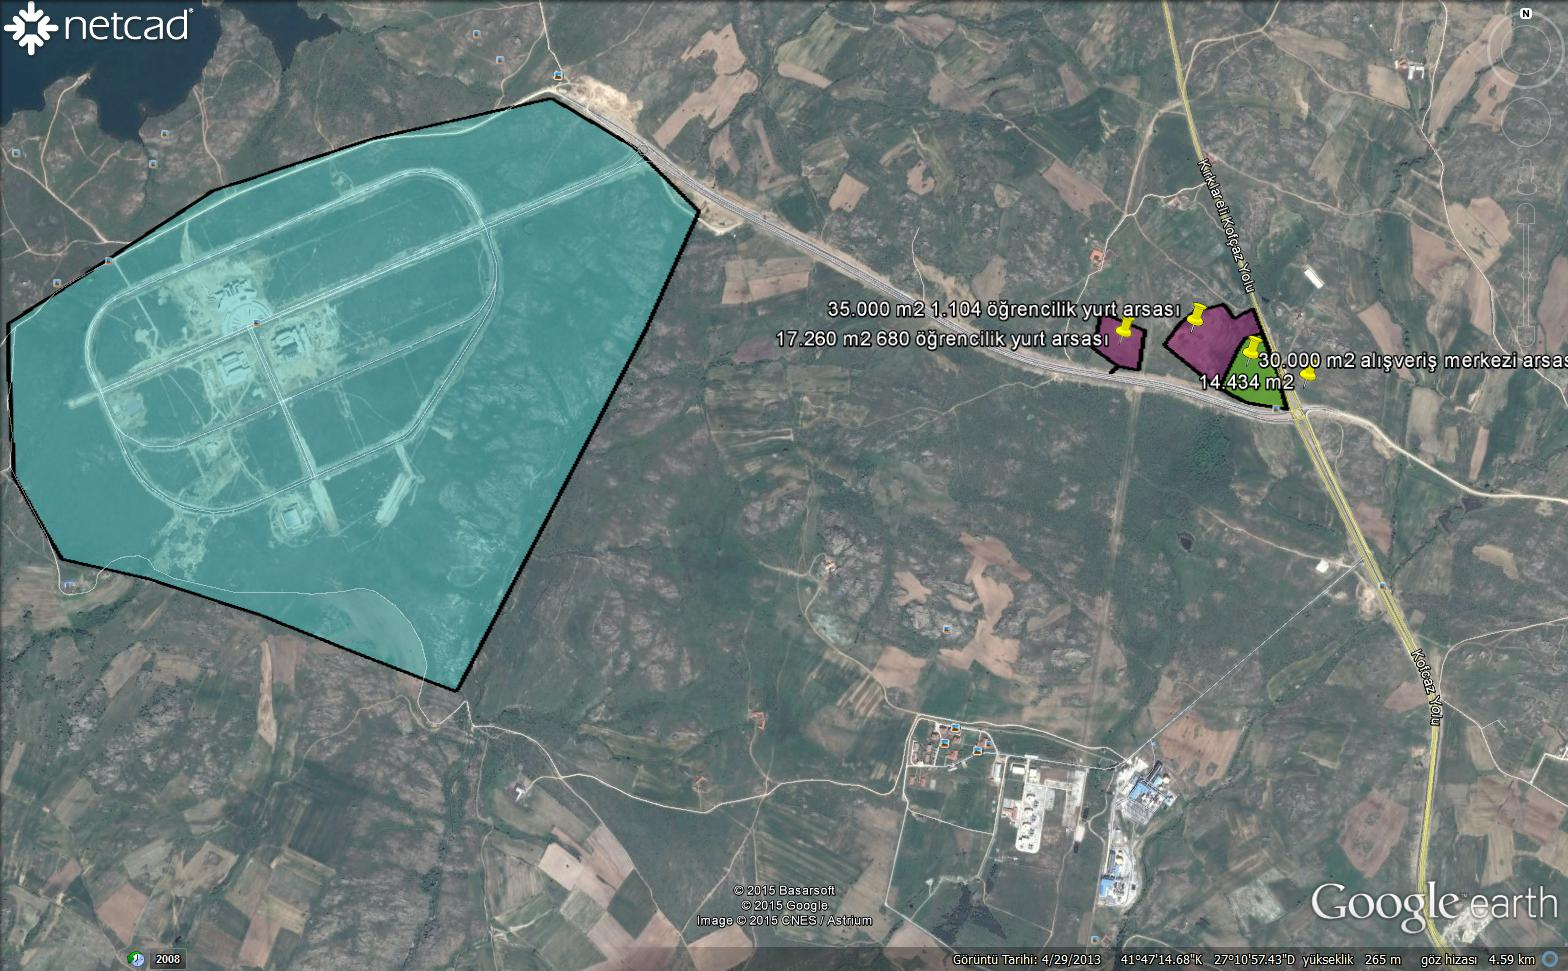 netcad
N
Kırklareli Kofçaz Yolu
35.000 m2 1.104 öğrencilik yurt arsası
17.260 m2 680 öğrencilik yurt arsası
30.000 m2 alışveriş merkezi arsas
14.434 m2
Kofçaz Yolu
© 2015 Basarsoft
© 2015 Google
Image © 2015 CNES / Astrium
Google earth
2008
Görüntü Tarihi: 4/29/2013 41°47'14.68"K 27°10'57.43"D yükseklik 265 m göz hizası 4.59 km